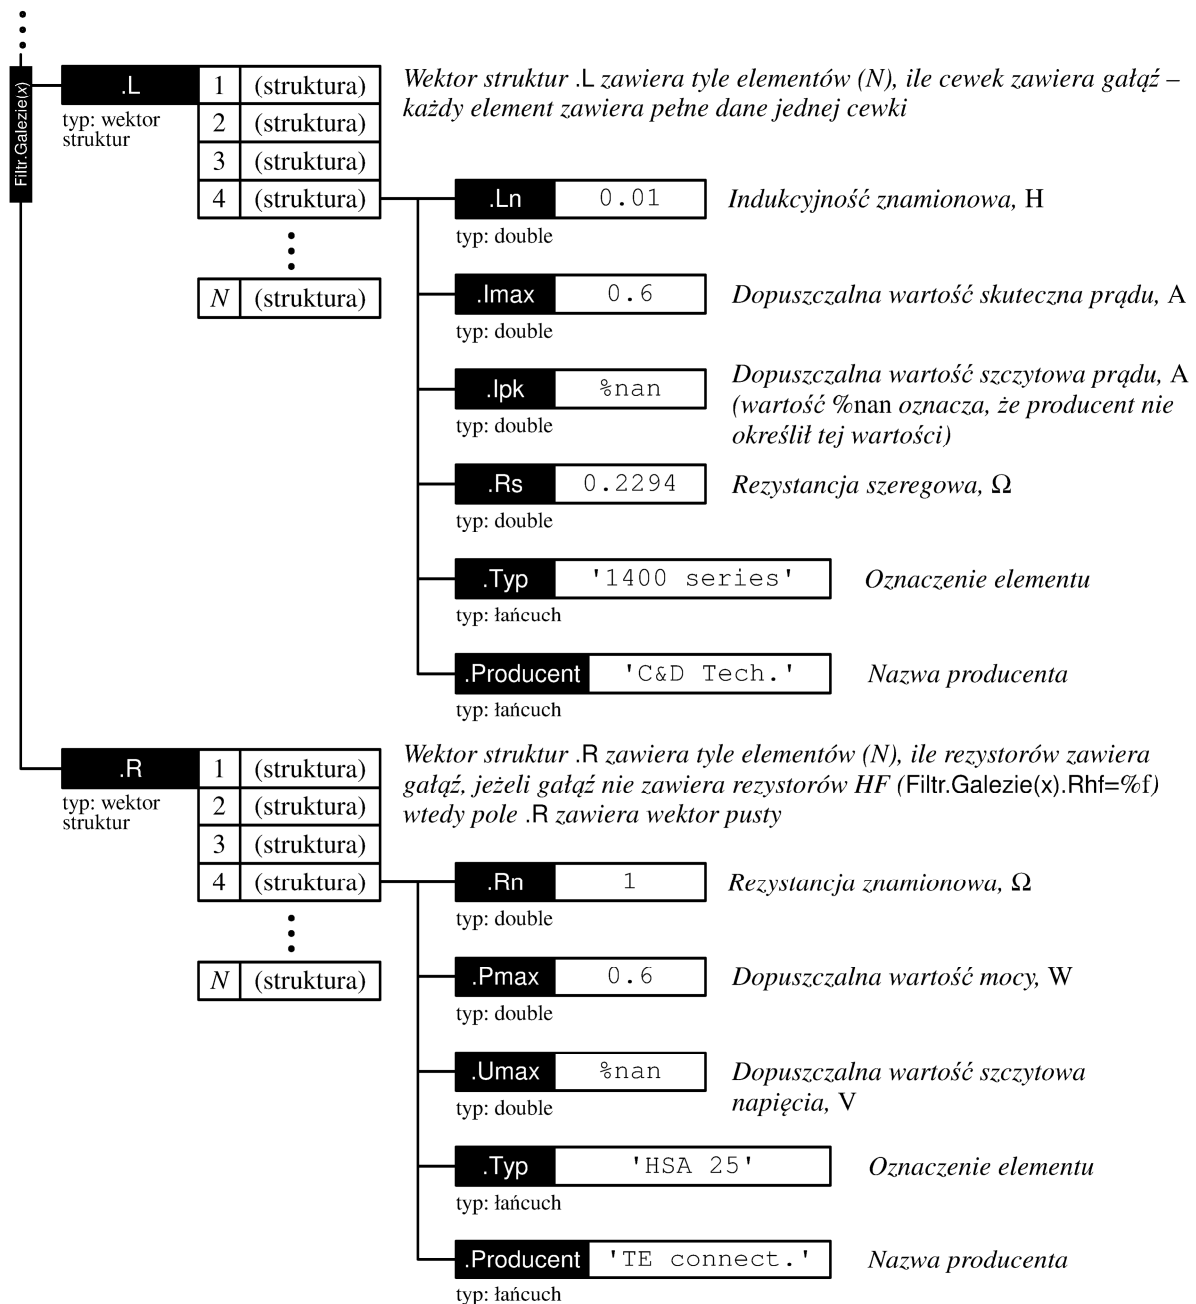 Filtr.Galezie(x)
.L
typ: wektor
struktur
1 (struktura)
2 (struktura)
3 (struktura)
4 (struktura)
N (struktura)
Wektor struktur .L zawiera tyle elementów (N), ile cewek zawiera gałąź –
każdy element zawiera pełne dane jednej cewki
.Ln 0.01 Indukcyjność znamionowa, H
typ: double
.Imax 0.6 Dopuszczalna wartość skuteczna prądu, A
typ: double
.Ipk %nan
typ: double
Dopuszczalna wartość szczytowa prądu, A
(wartość %nan oznacza, że producent nie
określił tej wartości)
.Rs 0.2294 Rezystancja szeregowa, Ω
typ: double
.Typ '1400 series' Oznaczenie elementu
typ: łańcuch
.Producent 'C&D Tech.' Nazwa producenta
typ: łańcuch
.R
typ: wektor
struktur
1 (struktura)
2 (struktura)
3 (struktura)
4 (struktura)
N (struktura)
Wektor struktur .R zawiera tyle elementów (N), ile rezystorów zawiera
gałąź, jeżeli gałąź nie zawiera rezystorów HF (Filtr.Galezie(x).Rhf=%f)
wtedy pole .R zawiera wektor pusty
.Rn 1 Rezystancja znamionowa, Ω
typ: double
.Pmax 0.6 Dopuszczalna wartość mocy, W
typ: double
.Umax %nan
typ: double
Dopuszczalna wartość szczytowa
napięcia, V
.Typ 'HSA 25' Oznaczenie elementu
typ: łańcuch
.Producent 'TE connect.' Nazwa producenta
typ: łańcuch